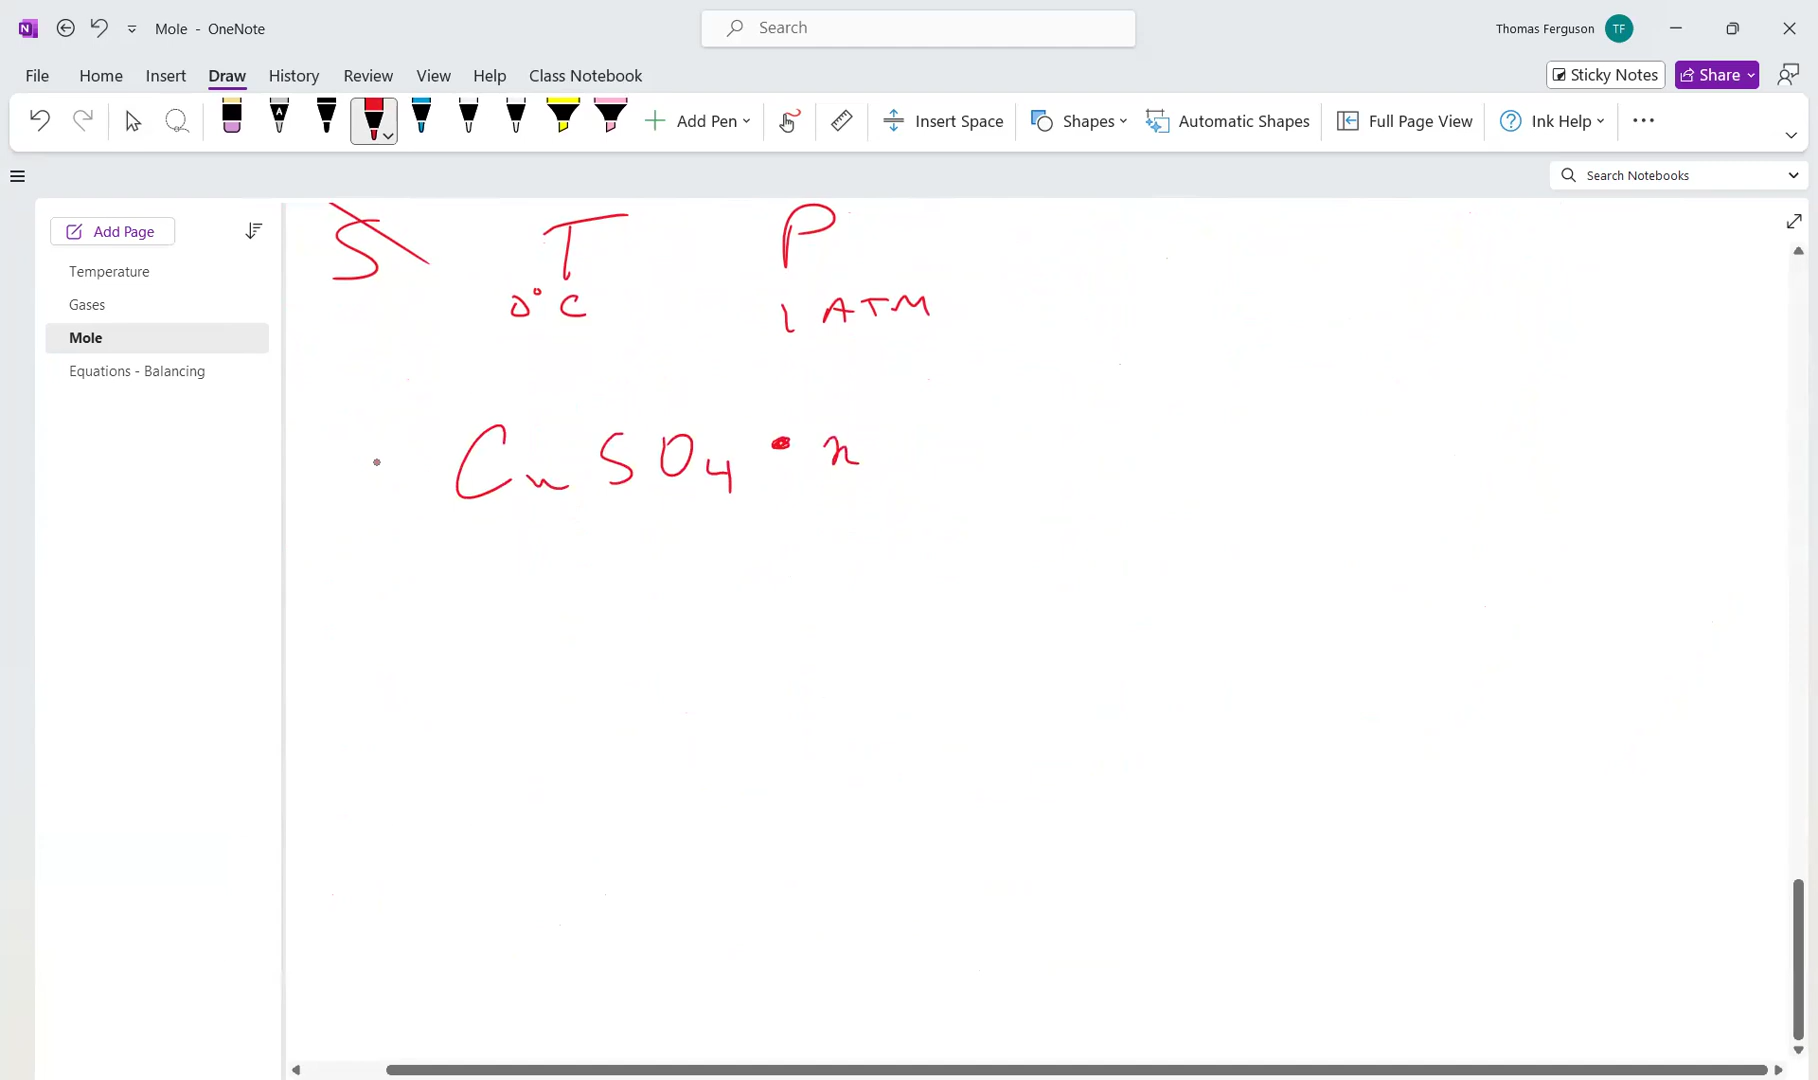 Mole - OneNote
Search
Thomas Ferguson TF
File Home Insert Draw History Review View Help Class Notebook
Sticky Notes Share
A Add Pen Insert Space Shapes Automatic Shapes Full Page View Ink Help
Search Notebooks
Add Page
Temperature
Gases
Mole
Equations - Balancing
S T P
0°C 1 ATM
CuSO4 • n